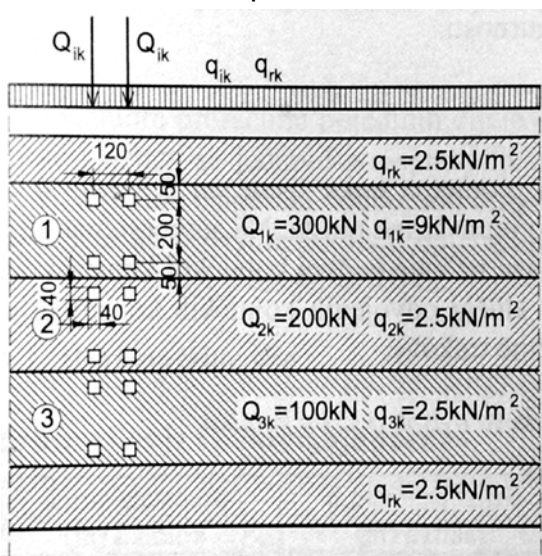 Q_ik Q_ik
q_ik q_rk
120
q_rk=2.5kN/m²
50
1
200
Q_1k=300kN q_1k=9kN/m²
50
40
2
40
Q_2k=200kN q_2k=2.5kN/m²
3
Q_3k=100kN q_3k=2.5kN/m²
q_rk=2.5kN/m²